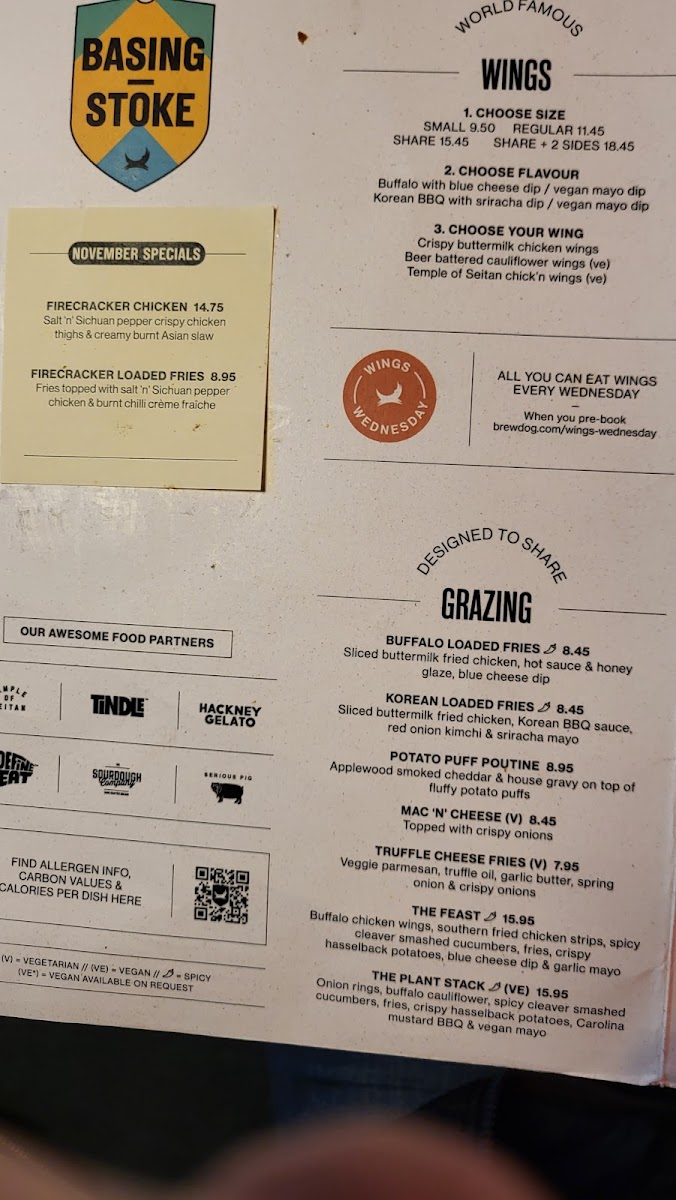 BASING
STOKE
NOVEMBER SPECIALS
FIRECRACKER CHICKEN 14.75
Salt 'n' Sichuan pepper crispy chicken
thighs & creamy burnt Asian slaw
FIRECRACKER LOADED FRIES 8.95
Fries topped with salt 'n' Sichuan pepper
chicken & burnt chilli crème fraîche
OUR AWESOME FOOD PARTNERS
OF
TiNDLE
HACKNEY
GELATO
SOURDOUGH
Company
SERIOUS PIG
FIND ALLERGEN INFO,
CARBON VALUES &
CALORIES PER DISH HERE
(V) = VEGETARIAN // (VE) = VEGAN // = SPICY
(VE*) = VEGAN AVAILABLE ON REQUEST
WORLD FAMOUS
WINGS
1. CHOOSE SIZE
SMALL 9.50 REGULAR 11.45
SHARE 15.45 SHARE + 2 SIDES 18.45
2. CHOOSE FLAVOUR
Buffalo with blue cheese dip / vegan mayo dip
Korean BBQ with sriracha dip / vegan mayo dip
3. CHOOSE YOUR WING
Crispy buttermilk chicken wings
Beer battered cauliflower wings (ve)
Temple of Seitan chick'n wings (ve)
WINGS
WEDNESDAY
ALL YOU CAN EAT WINGS
EVERY WEDNESDAY
When you pre-book
brewdog.com/wings-wednesday
DESIGNED TO SHARE
GRAZING
BUFFALO LOADED FRIES 8.45
Sliced buttermilk fried chicken, hot sauce & honey
glaze, blue cheese dip
KOREAN LOADED FRIES 8.45
Sliced buttermilk fried chicken, Korean BBQ sauce,
red onion kimchi & sriracha mayo
POTATO PUFF POUTINE 8.95
Applewood smoked cheddar & house gravy on top of
fluffy potato puffs
MAC 'N' CHEESE (V) 8.45
Topped with crispy onions
TRUFFLE CHEESE FRIES (V) 7.95
Veggie parmesan, truffle oil, garlic butter, spring
onion & crispy onions
THE FEAST 15.95
Buffalo chicken wings, southern fried chicken strips, spicy
cleaver smashed cucumbers, fries, crispy
hasselback potatoes, blue cheese dip & garlic mayo
THE PLANT STACK (VE) 15.95
Onion rings, buffalo cauliflower, spicy cleaver smashed
cucumbers, fries, crispy hasselback potatoes, Carolina
mustard BBQ & vegan mayo